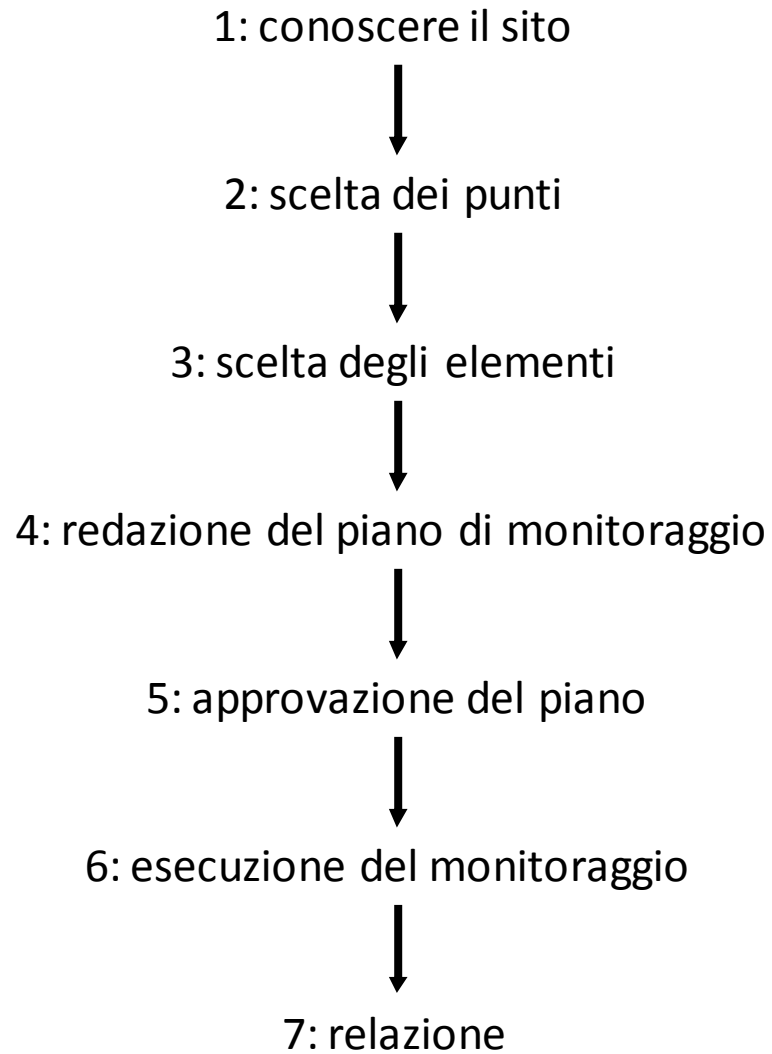 1: conoscere il sito
2: scelta dei punti
3: scelta degli elementi
4: redazione del piano di monitoraggio
5: approvazione del piano
6: esecuzione del monitoraggio
7: relazione